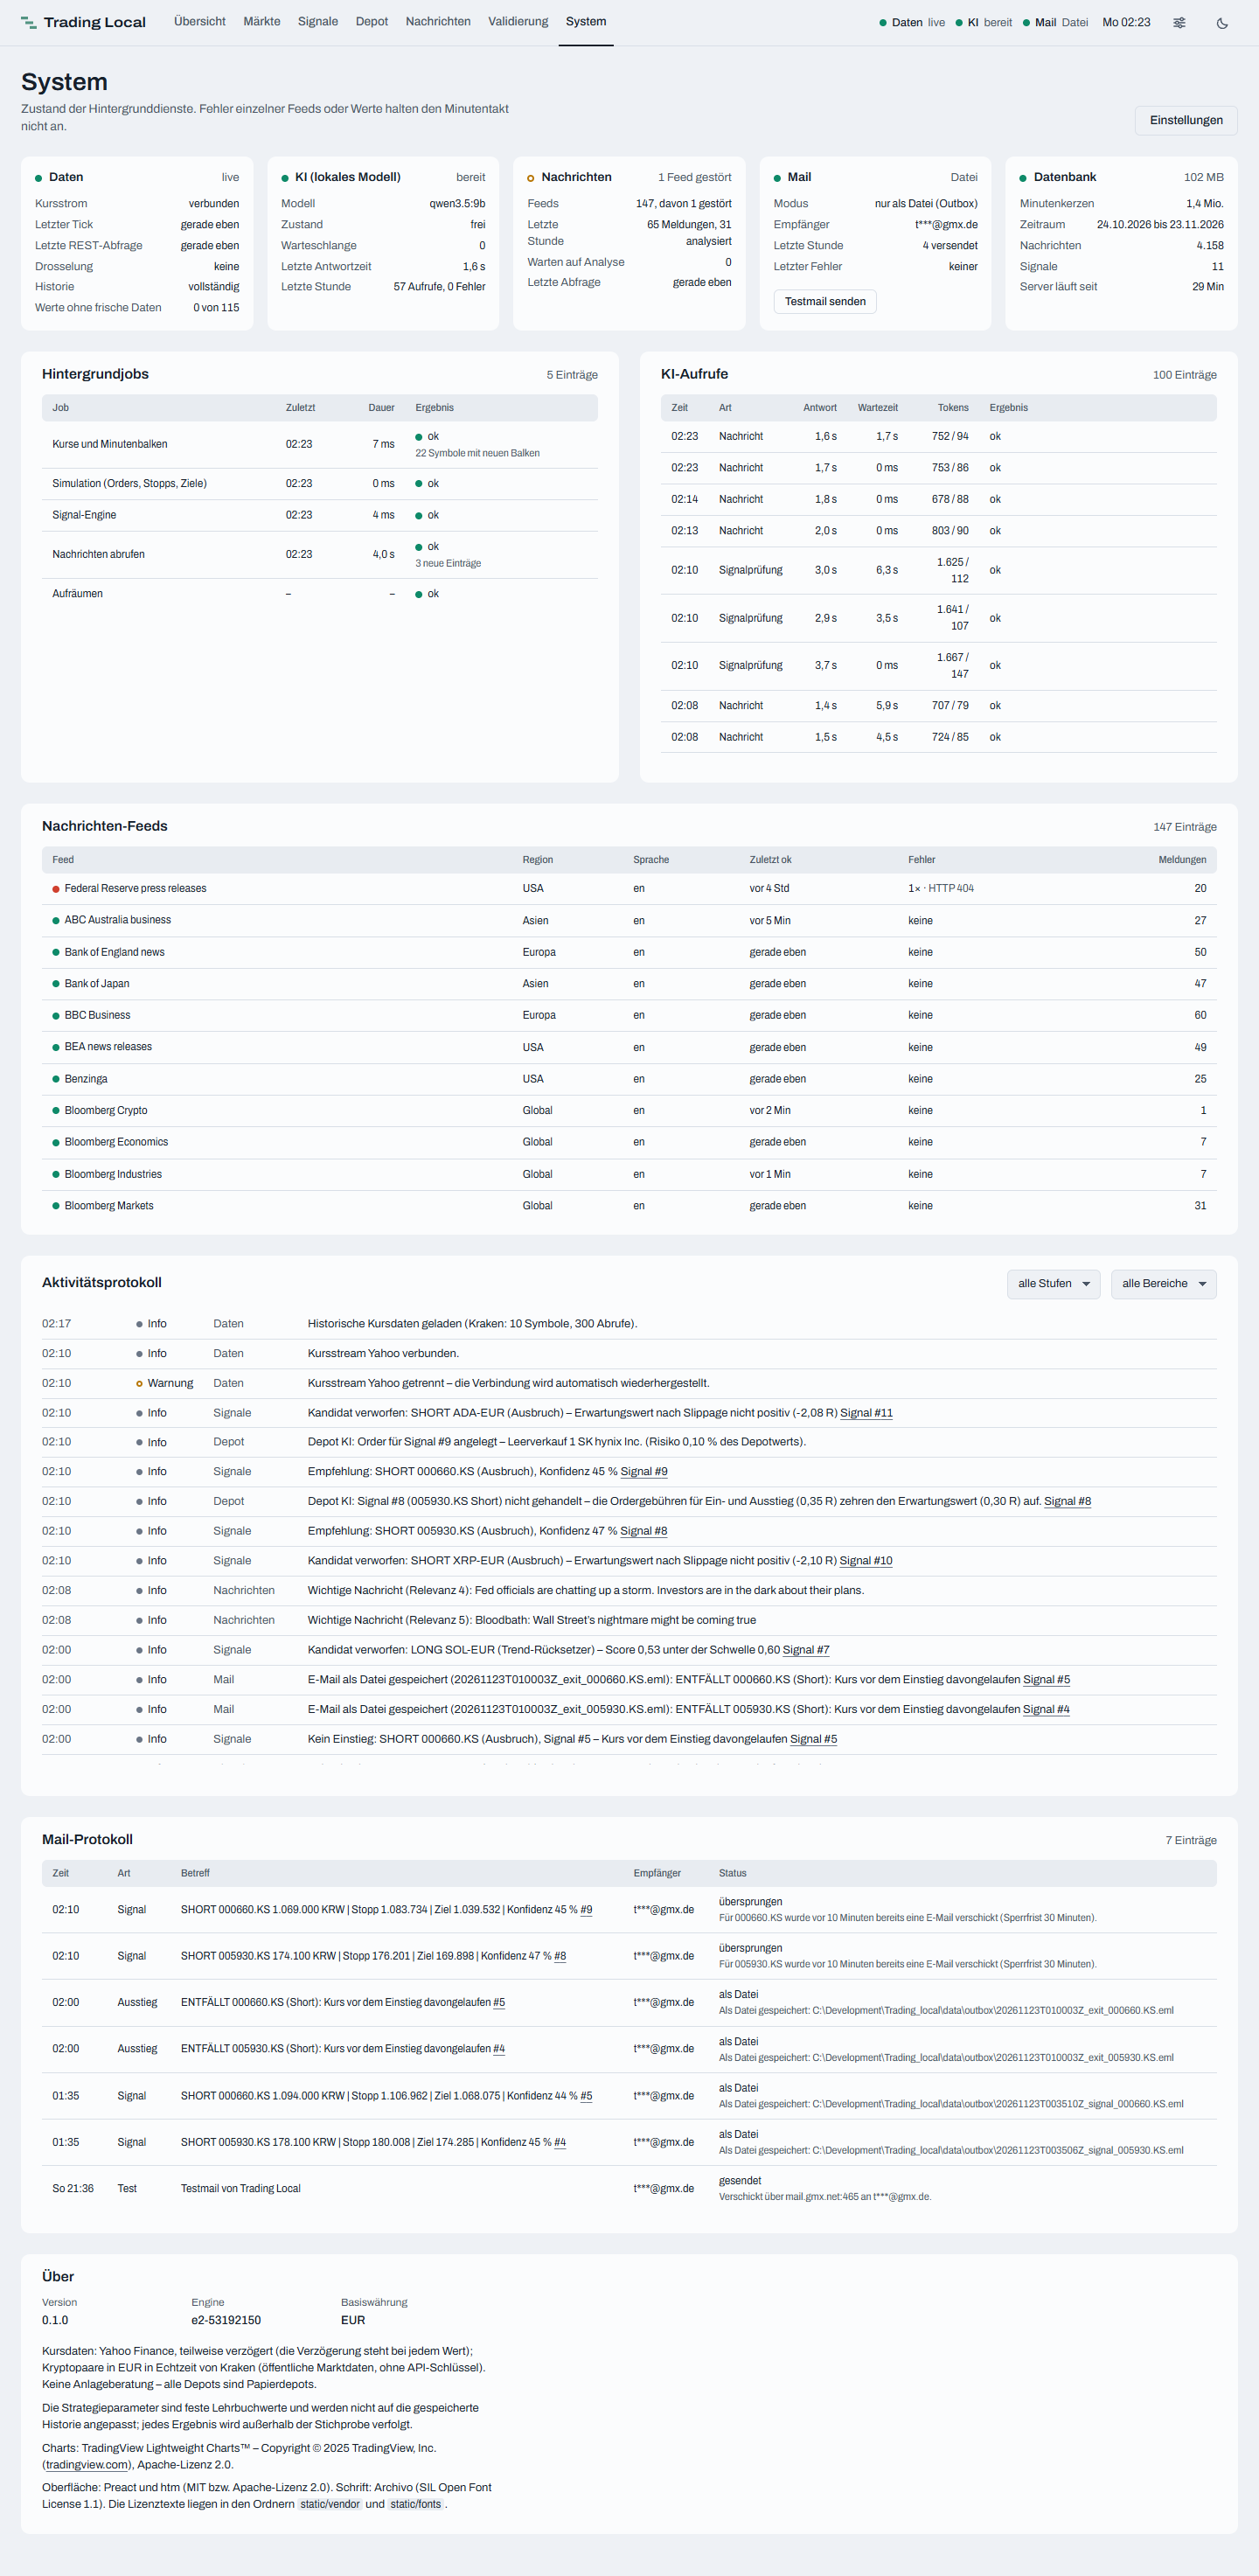 Trading Local Übersicht Märkte Signale Depot Nachrichten Validierung System Daten live KI bereit Mail Datei Mo 02:23
System
Zustand der Hintergrunddienste. Fehler einzelner Feeds oder Werte halten den Minutentakt
nicht an.
Einstellungen
Daten live
Kursstrom verbunden
Letzter Tick gerade eben
Letzte REST-Abfrage gerade eben
Drosselung keine
Historie vollständig
Werte ohne frische Daten 0 von 115
KI (lokales Modell) bereit
Modell qwen3.5:9b
Zustand frei
Warteschlange 0
Letzte Antwortzeit 1,6 s
Letzte Stunde 57 Aufrufe, 0 Fehler
Nachrichten 1 Feed gestört
Feeds 147, davon 1 gestört
Letzte Stunde 65 Meldungen, 31 analysiert
Warten auf Analyse 0
Letzte Abfrage gerade eben
Mail Datei
Modus nur als Datei (Outbox)
Empfänger t***@gmx.de
Letzte Stunde 4 versendet
Letzter Fehler keiner
Testmail senden
Datenbank 102 MB
Minutenkerzen 1,4 Mio.
Zeitraum 24.10.2026 bis 23.11.2026
Nachrichten 4.158
Signale 11
Server läuft seit 29 Min
Hintergrundjobs 5 Einträge
Job Zuletzt Dauer Ergebnis
Kurse und Minutenbalken 02:23 7 ms ok
22 Symbole mit neuen Balken
Simulation (Orders, Stopps, Ziele) 02:23 0 ms ok
Signal-Engine 02:23 4 ms ok
Nachrichten abrufen 02:23 4,0 s ok
3 neue Einträge
Aufräumen – – ok
KI-Aufrufe 100 Einträge
Zeit Art Antwort Wartezeit Tokens Ergebnis
02:23 Nachricht 1,6 s 1,7 s 752 / 94 ok
02:23 Nachricht 1,7 s 0 ms 753 / 86 ok
02:14 Nachricht 1,8 s 0 ms 678 / 88 ok
02:13 Nachricht 2,0 s 0 ms 803 / 90 ok
02:10 Signalprüfung 3,0 s 6,3 s 1.625 / 112 ok
02:10 Signalprüfung 2,9 s 3,5 s 1.641 / 107 ok
02:10 Signalprüfung 3,7 s 0 ms 1.667 / 147 ok
02:08 Nachricht 1,4 s 5,9 s 707 / 79 ok
02:08 Nachricht 1,5 s 4,5 s 724 / 85 ok
Nachrichten-Feeds 147 Einträge
Feed Region Sprache Zuletzt ok Fehler Meldungen
Federal Reserve press releases USA en vor 4 Std 1× · HTTP 404 20
ABC Australia business Asien en vor 5 Min keine 27
Bank of England news Europa en gerade eben keine 50
Bank of Japan Asien en gerade eben keine 47
BBC Business Europa en gerade eben keine 60
BEA news releases USA en gerade eben keine 49
Benzinga USA en gerade eben keine 25
Bloomberg Crypto Global en vor 2 Min keine 1
Bloomberg Economics Global en gerade eben keine 7
Bloomberg Industries Global en vor 1 Min keine 7
Bloomberg Markets Global en gerade eben keine 31
Aktivitätsprotokoll alle Stufen alle Bereiche
02:17 Info Daten Historische Kursdaten geladen (Kraken: 10 Symbole, 300 Abrufe).
02:10 Info Daten Kursstream Yahoo verbunden.
02:10 Warnung Daten Kursstream Yahoo getrennt – die Verbindung wird automatisch wiederhergestellt.
02:10 Info Signale Kandidat verworfen: SHORT ADA-EUR (Ausbruch) – Erwartungswert nach Slippage nicht positiv (-2,08 R) Signal #11
02:10 Info Depot Depot KI: Order für Signal #9 angelegt – Leerverkauf 1 SK hynix Inc. (Risiko 0,10 % des Depotwerts).
02:10 Info Signale Empfehlung: SHORT 000660.KS (Ausbruch), Konfidenz 45 % Signal #9
02:10 Info Depot Depot KI: Signal #8 (005930.KS Short) nicht gehandelt – die Ordergebühren für Ein- und Ausstieg (0,35 R) zehren den Erwartungswert (0,30 R) auf. Signal #8
02:10 Info Signale Empfehlung: SHORT 005930.KS (Ausbruch), Konfidenz 47 % Signal #8
02:10 Info Signale Kandidat verworfen: SHORT XRP-EUR (Ausbruch) – Erwartungswert nach Slippage nicht positiv (-2,10 R) Signal #10
02:08 Info Nachrichten Wichtige Nachricht (Relevanz 4): Fed officials are chatting up a storm. Investors are in the dark about their plans.
02:08 Info Nachrichten Wichtige Nachricht (Relevanz 5): Bloodbath: Wall Street's nightmare might be coming true
02:00 Info Signale Kandidat verworfen: LONG SOL-EUR (Trend-Rücksetzer) – Score 0,53 unter der Schwelle 0,60 Signal #7
02:00 Info Mail E-Mail als Datei gespeichert (20261123T010003Z_exit_000660.KS.eml): ENTFÄLLT 000660.KS (Short): Kurs vor dem Einstieg davongelaufen Signal #5
02:00 Info Mail E-Mail als Datei gespeichert (20261123T010003Z_exit_005930.KS.eml): ENTFÄLLT 005930.KS (Short): Kurs vor dem Einstieg davongelaufen Signal #4
02:00 Info Signale Kein Einstieg: SHORT 000660.KS (Ausbruch), Signal #5 – Kurs vor dem Einstieg davongelaufen Signal #5
Mail-Protokoll 7 Einträge
Zeit Art Betreff Empfänger Status
02:10 Signal SHORT 000660.KS 1.069.000 KRW | Stopp 1.083.734 | Ziel 1.039.532 | Konfidenz 45 % #9 t***@gmx.de übersprungen
Für 000660.KS wurde vor 10 Minuten bereits eine E-Mail verschickt (Sperrfrist 30 Minuten).
02:10 Signal SHORT 005930.KS 174.100 KRW | Stopp 176.201 | Ziel 169.898 | Konfidenz 47 % #8 t***@gmx.de übersprungen
Für 005930.KS wurde vor 10 Minuten bereits eine E-Mail verschickt (Sperrfrist 30 Minuten).
02:00 Ausstieg ENTFÄLLT 000660.KS (Short): Kurs vor dem Einstieg davongelaufen #5 t***@gmx.de als Datei
Als Datei gespeichert: C:\Development\Trading_local\data\outbox\20261123T010003Z_exit_000660.KS.eml
02:00 Ausstieg ENTFÄLLT 005930.KS (Short): Kurs vor dem Einstieg davongelaufen #4 t***@gmx.de als Datei
Als Datei gespeichert: C:\Development\Trading_local\data\outbox\20261123T010003Z_exit_005930.KS.eml
01:35 Signal SHORT 000660.KS 1.094.000 KRW | Stopp 1.106.962 | Ziel 1.068.075 | Konfidenz 44 % #5 t***@gmx.de als Datei
Als Datei gespeichert: C:\Development\Trading_local\data\outbox\20261123T003510Z_signal_000660.KS.eml
01:35 Signal SHORT 005930.KS 178.100 KRW | Stopp 180.008 | Ziel 174.285 | Konfidenz 45 % #4 t***@gmx.de als Datei
Als Datei gespeichert: C:\Development\Trading_local\data\outbox\20261123T003506Z_signal_005930.KS.eml
So 21:36 Test Testmail von Trading Local t***@gmx.de gesendet
Verschickt über mail.gmx.net:465 an t***@gmx.de.
Über
Version Engine Basiswährung
0.1.0 e2-53192150 EUR
Kursdaten: Yahoo Finance, teilweise verzögert (die Verzögerung steht bei jedem Wert);
Kryptopaare in EUR in Echtzeit von Kraken (öffentliche Marktdaten, ohne API-Schlüssel).
Keine Anlageberatung – alle Depots sind Papierdepots.
Die Strategieparameter sind feste Lehrbuchwerte und werden nicht auf die gespeicherte
Historie angepasst; jedes Ergebnis wird außerhalb der Stichprobe verfolgt.
Charts: TradingView Lightweight Charts™ – Copyright © 2025 TradingView, Inc.
(tradingview.com), Apache-Lizenz 2.0.
Oberfläche: Preact und htm (MIT bzw. Apache-Lizenz 2.0). Schrift: Archivo (SIL Open Font
License 1.1). Die Lizenztexte liegen in den Ordnern static/vendor und static/fonts .